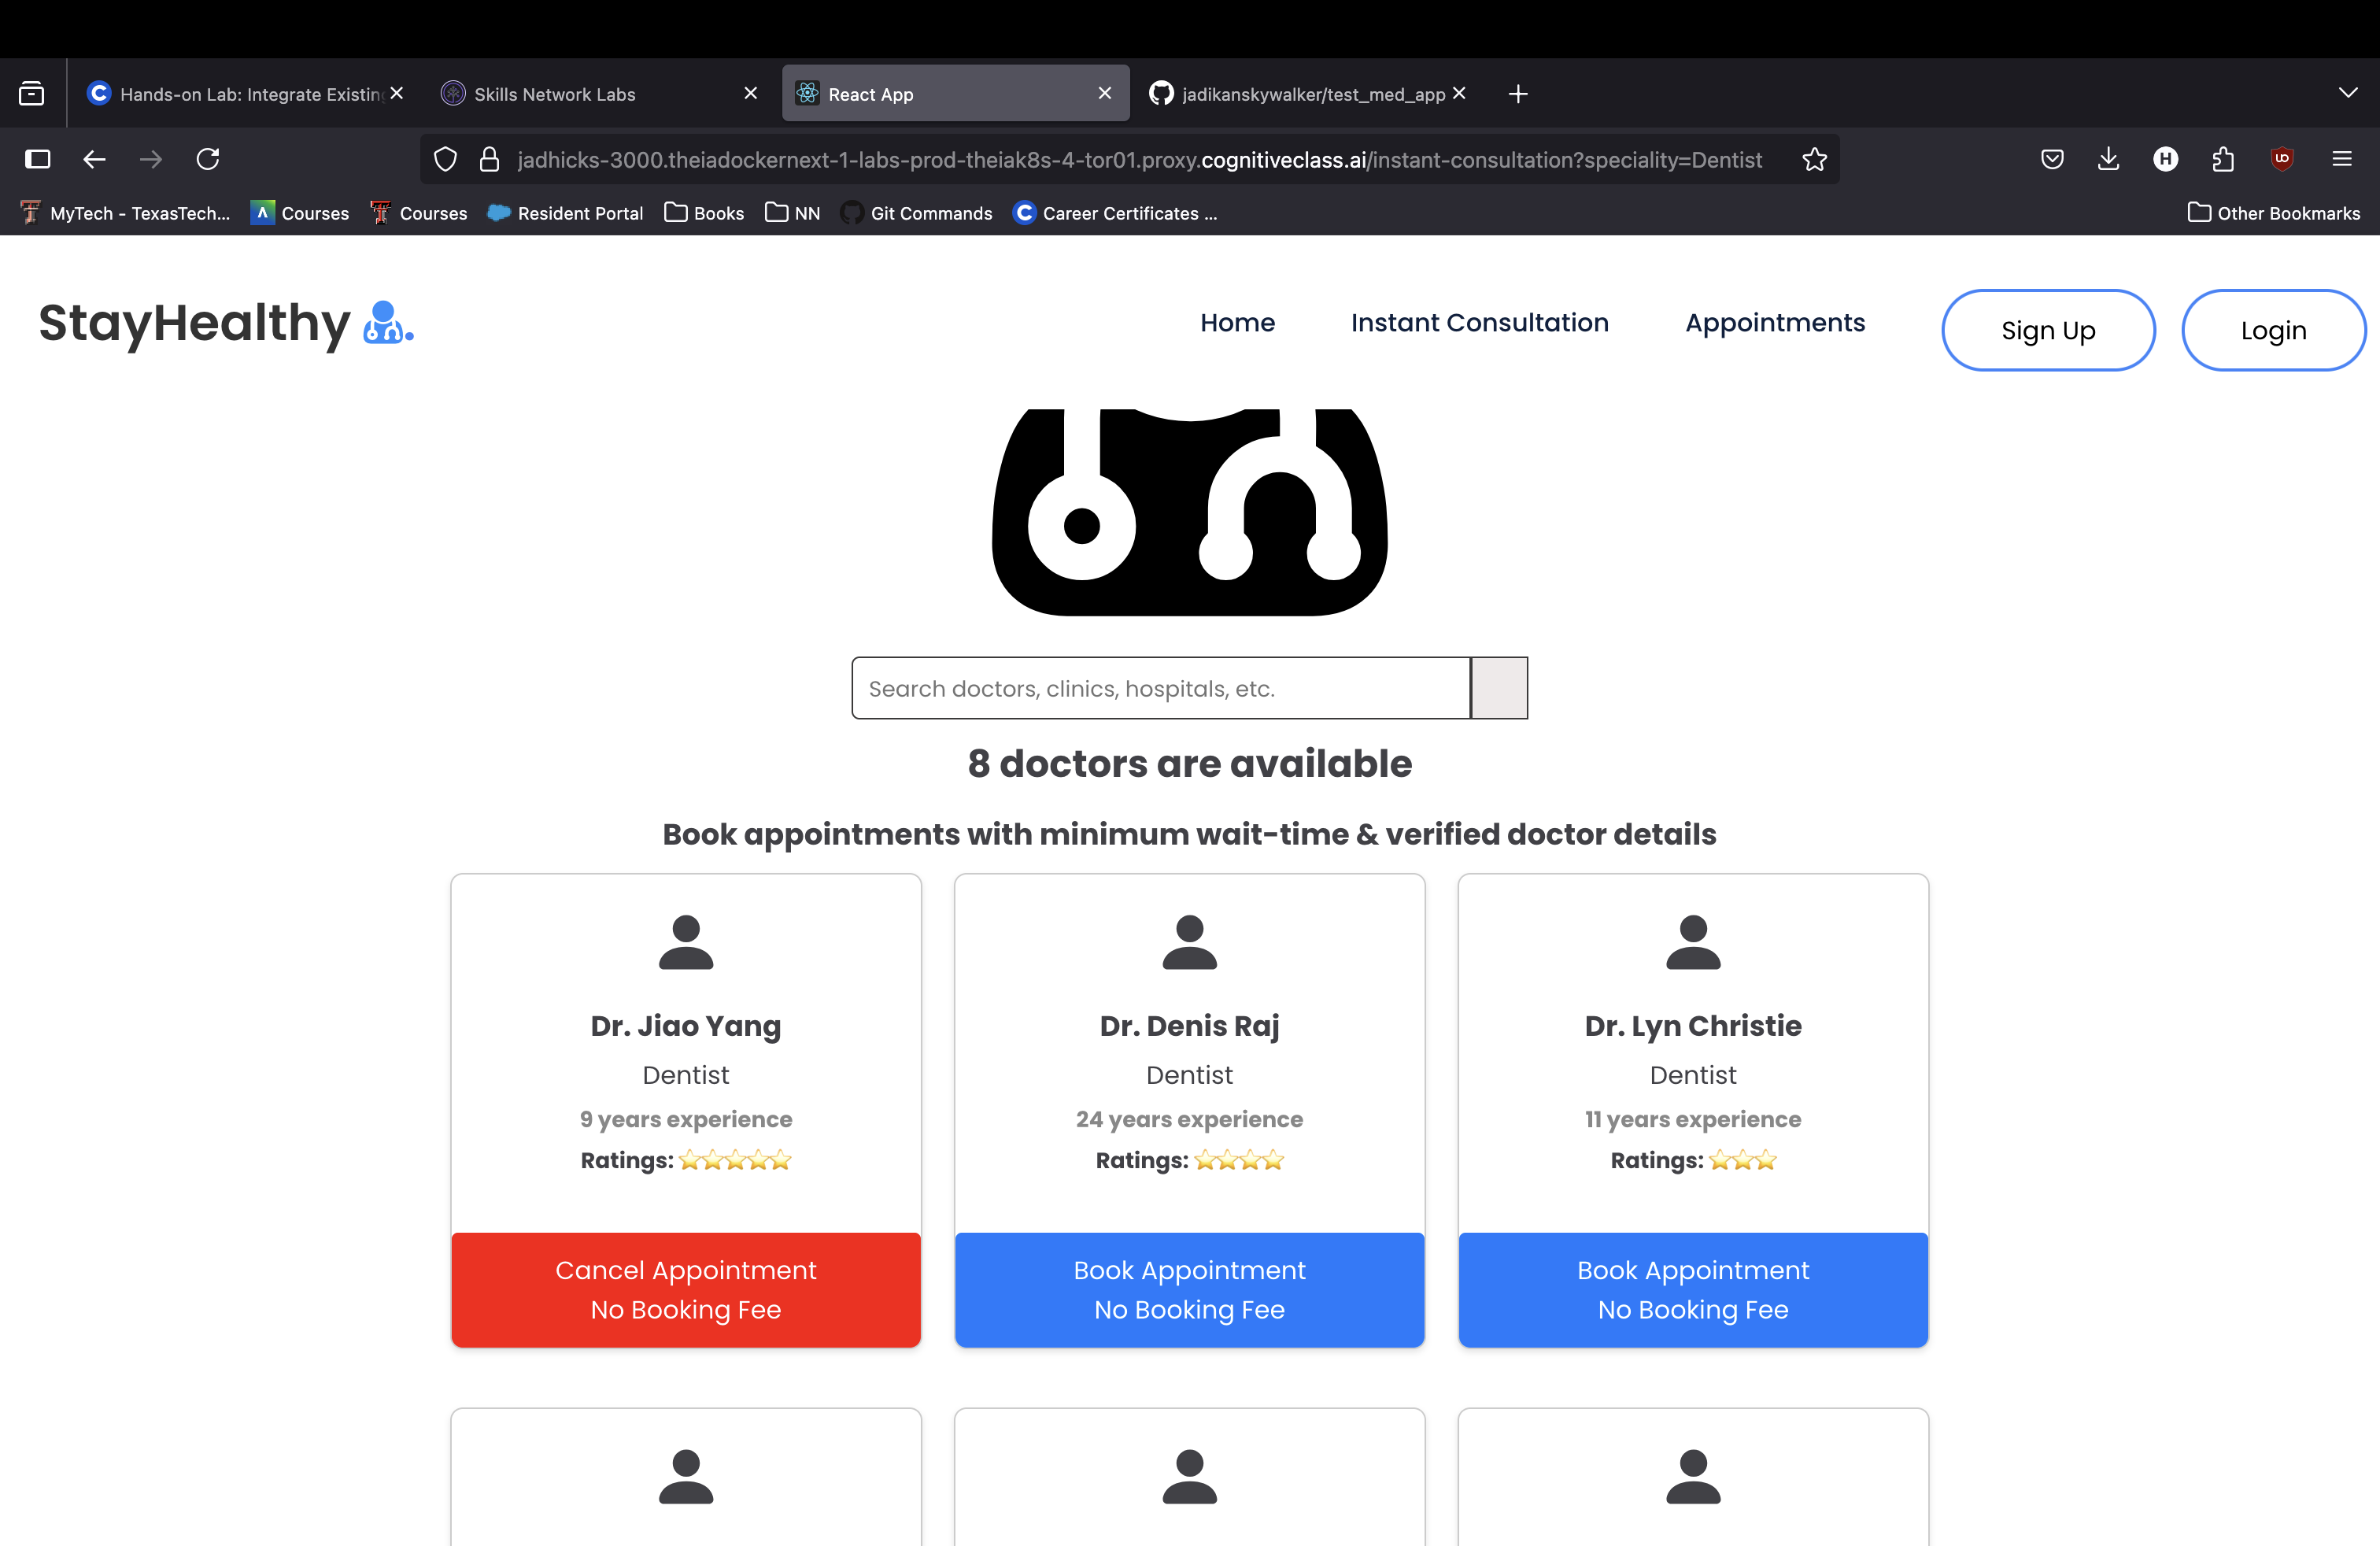 Hands-on Lab: Integrate Existing
Skills Network Labs
React App
jadikanskywalker/test_med_app
jadhicks-3000.theiadockernext-1-labs-prod-theiak8s-4-tor01.proxy.cognitiveclass.ai/instant-consultation?speciality=Dentist
MyTech - TexasTech...
Courses
Courses
Resident Portal
Books
NN
Git Commands
Career Certificates ...
Other Bookmarks
StayHealthy
Home
Instant Consultation
Appointments
Sign Up
Login
Search doctors, clinics, hospitals, etc.
8 doctors are available
Book appointments with minimum wait-time & verified doctor details
Dr. Jiao Yang
Dentist
9 years experience
Ratings: ⭐⭐⭐⭐⭐
Cancel Appointment
No Booking Fee
Dr. Denis Raj
Dentist
24 years experience
Ratings: ⭐⭐⭐⭐
Book Appointment
No Booking Fee
Dr. Lyn Christie
Dentist
11 years experience
Ratings: ⭐⭐⭐
Book Appointment
No Booking Fee